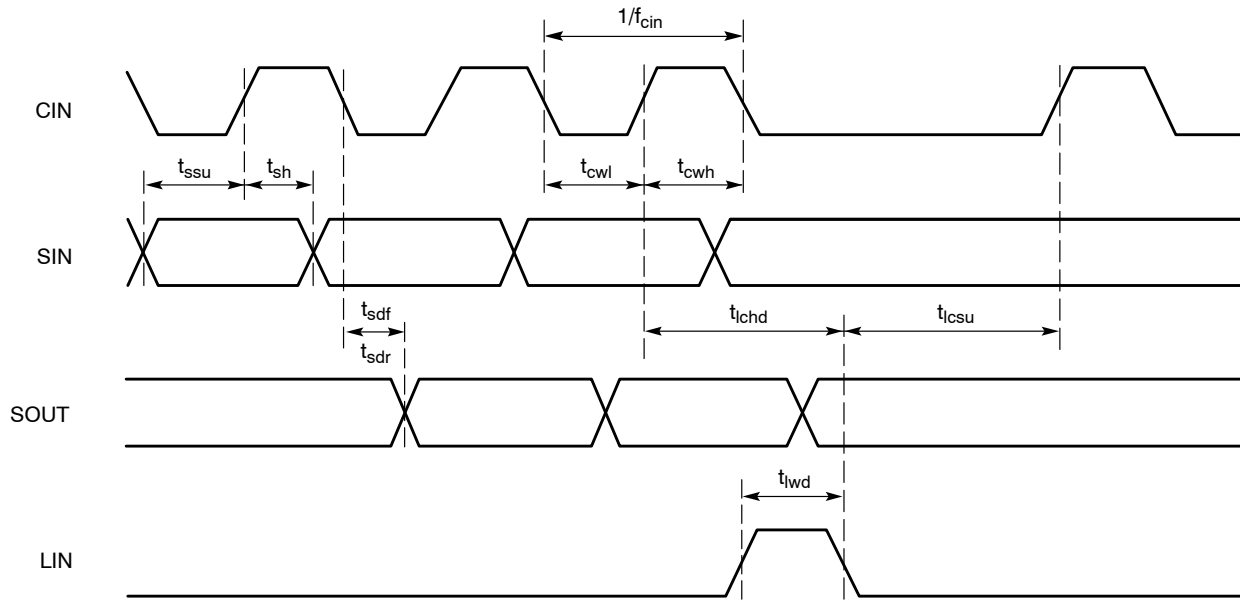 1/fcin
CIN
tssu
tsh
tcwl
tcwh
SIN
tsdf
tsdr
tlchd
tlcsu
SOUT
tlwd
LIN